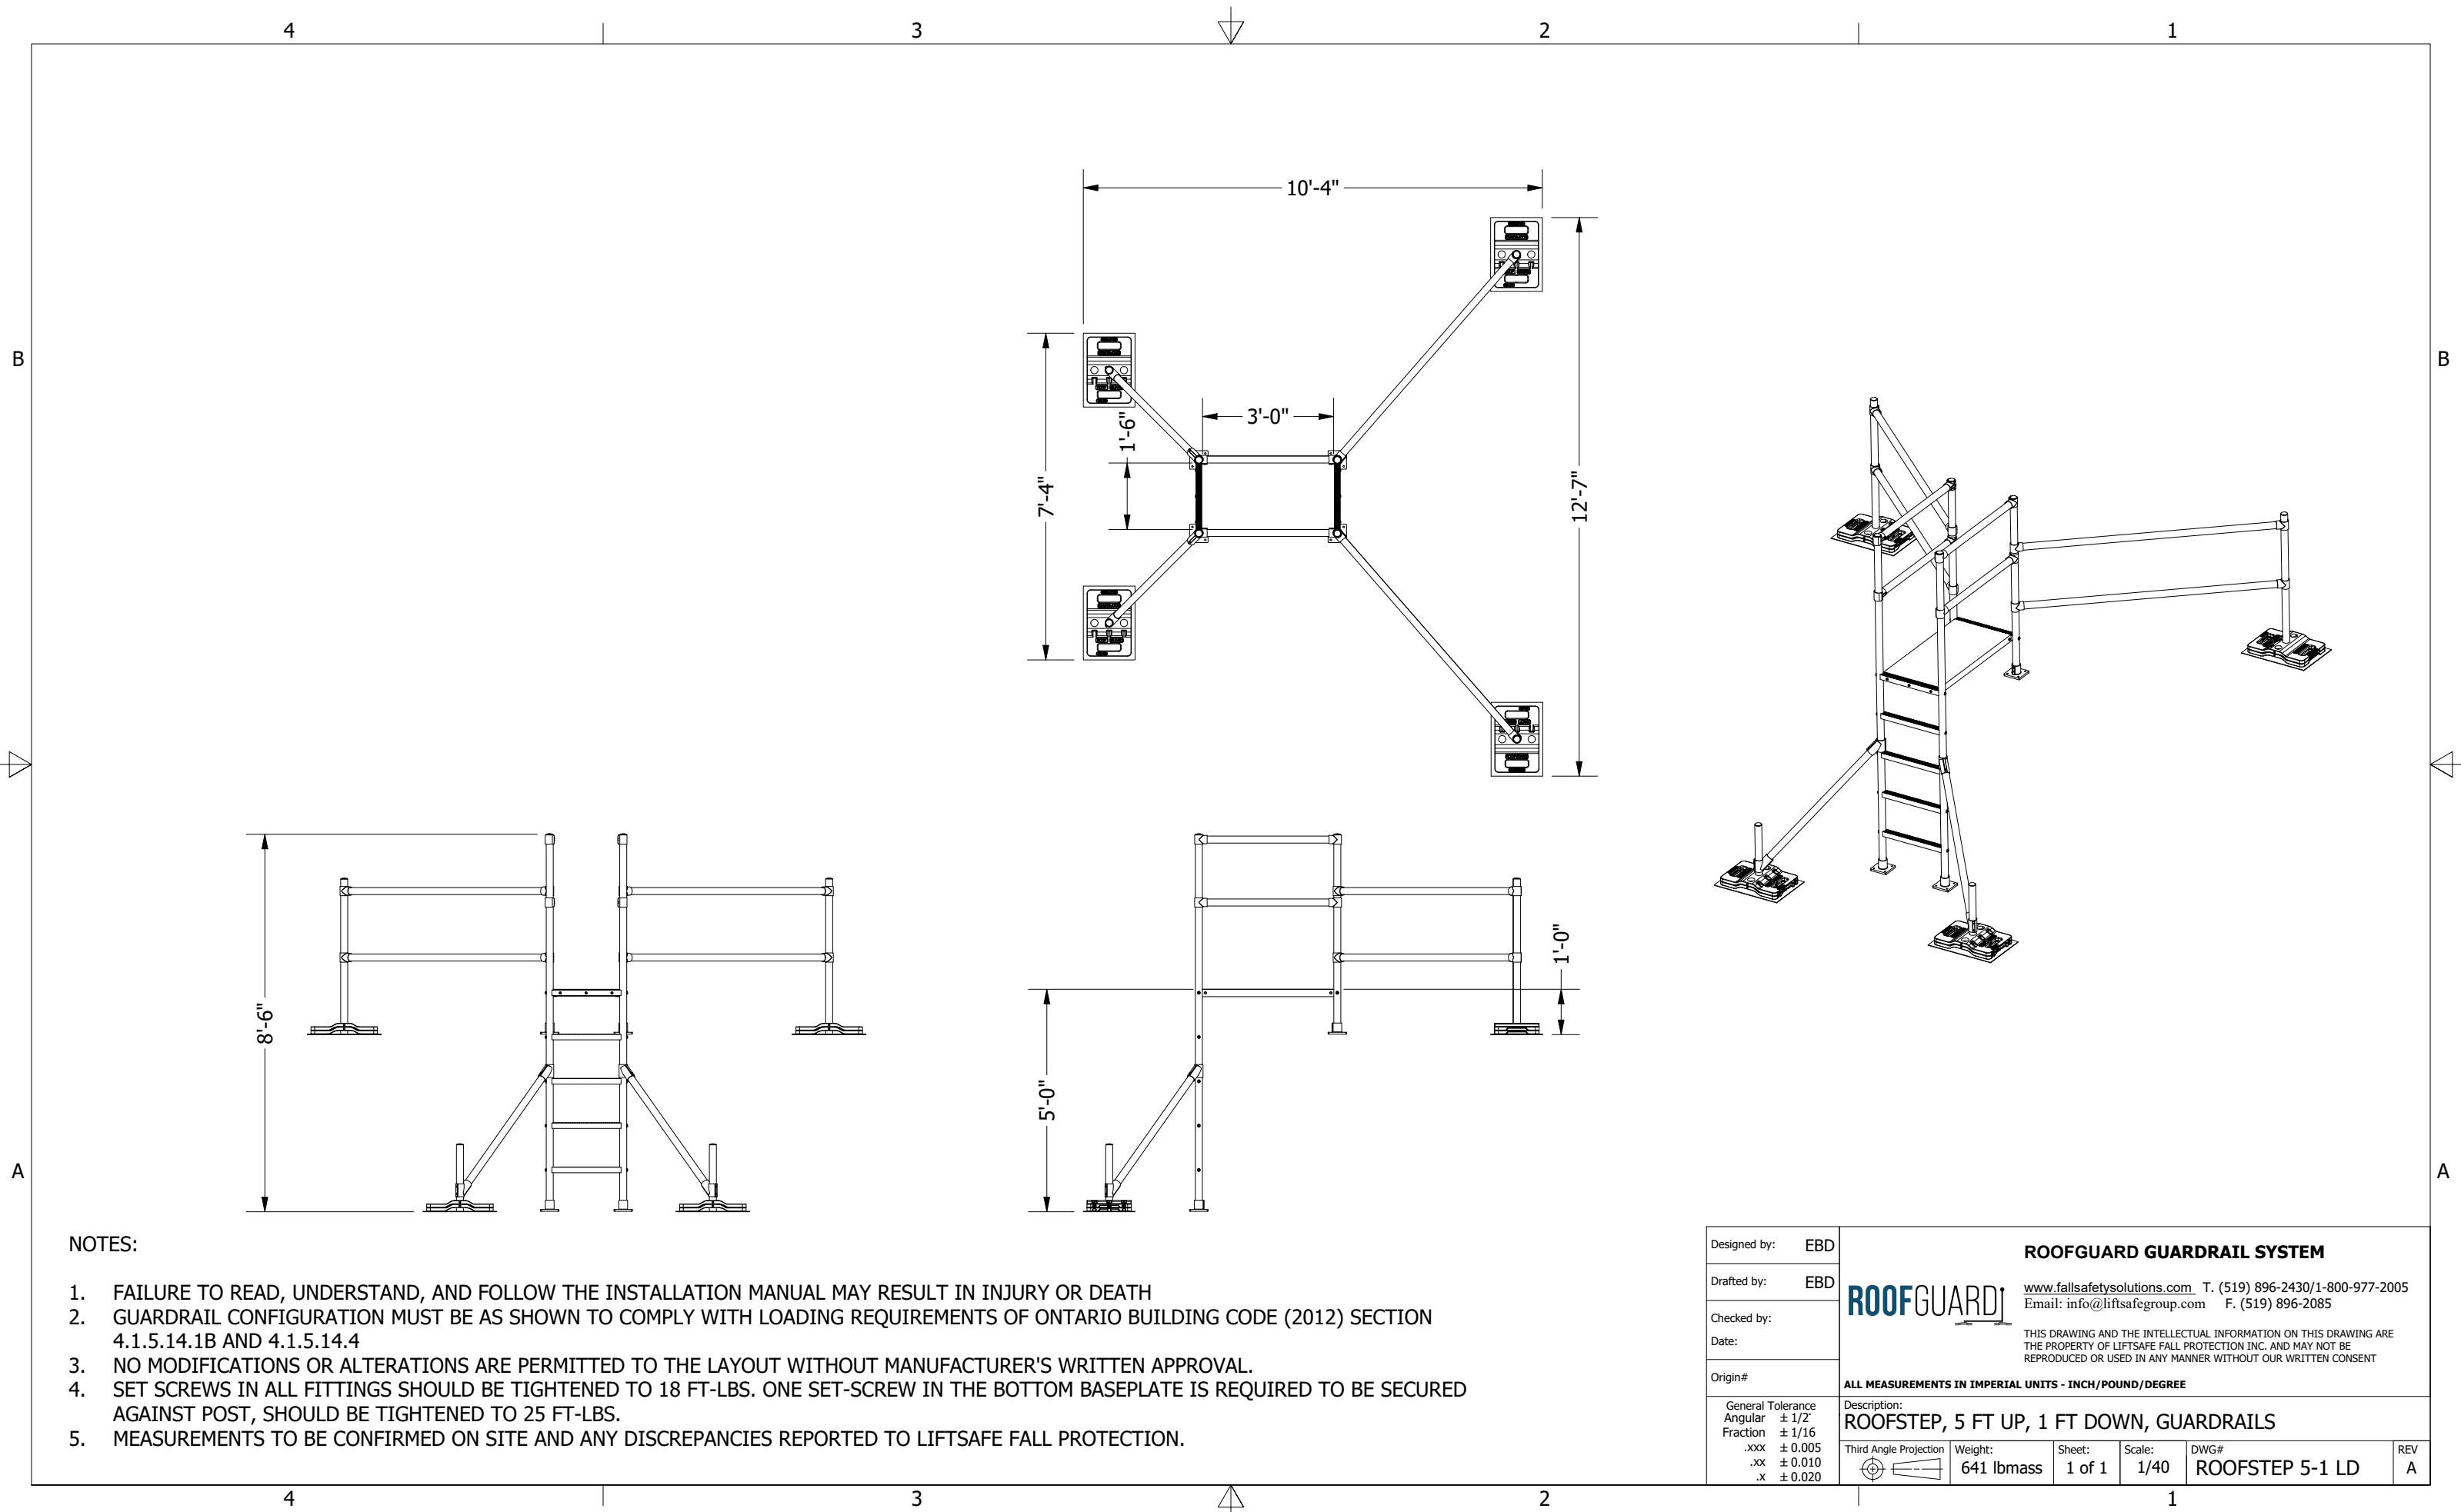 4 3 2 1
10'-4"
B B
3'-0"
1'-6"
7'-4"
12'-7"
8'-6"
1'-0"
5'-0"
A A
NOTES:
1. FAILURE TO READ, UNDERSTAND, AND FOLLOW THE INSTALLATION MANUAL MAY RESULT IN INJURY OR DEATH
2. GUARDRAIL CONFIGURATION MUST BE AS SHOWN TO COMPLY WITH LOADING REQUIREMENTS OF ONTARIO BUILDING CODE (2012) SECTION
4.1.5.14.1B AND 4.1.5.14.4
3. NO MODIFICATIONS OR ALTERATIONS ARE PERMITTED TO THE LAYOUT WITHOUT MANUFACTURER'S WRITTEN APPROVAL.
4. SET SCREWS IN ALL FITTINGS SHOULD BE TIGHTENED TO 18 FT-LBS. ONE SET-SCREW IN THE BOTTOM BASEPLATE IS REQUIRED TO BE SECURED
AGAINST POST, SHOULD BE TIGHTENED TO 25 FT-LBS.
5. MEASUREMENTS TO BE CONFIRMED ON SITE AND ANY DISCREPANCIES REPORTED TO LIFTSAFE FALL PROTECTION.
Designed by: EBD
Drafted by: EBD
Checked by:
Date:
Origin#
General Tolerance
Angular ± 1/2°
Fraction ± 1/16
.xxx ± 0.005
.xx ± 0.010
.x ± 0.020
ROOFGUARD
ROOFGUARD GUARDRAIL SYSTEM
www.fallsafetysolutions.com T. (519) 896-2430/1-800-977-2005
Email: info@liftsafegroup.com F. (519) 896-2085
THIS DRAWING AND THE INTELLECTUAL INFORMATION ON THIS DRAWING ARE
THE PROPERTY OF LIFTSAFE FALL PROTECTION INC. AND MAY NOT BE
REPRODUCED OR USED IN ANY MANNER WITHOUT OUR WRITTEN CONSENT
ALL MEASUREMENTS IN IMPERIAL UNITS - INCH/POUND/DEGREE
Description:
ROOFSTEP, 5 FT UP, 1 FT DOWN, GUARDRAILS
Third Angle Projection Weight: Sheet: Scale: DWG# REV
641 lbmass 1 of 1 1/40 ROOFSTEP 5-1 LD A
4 3 2 1